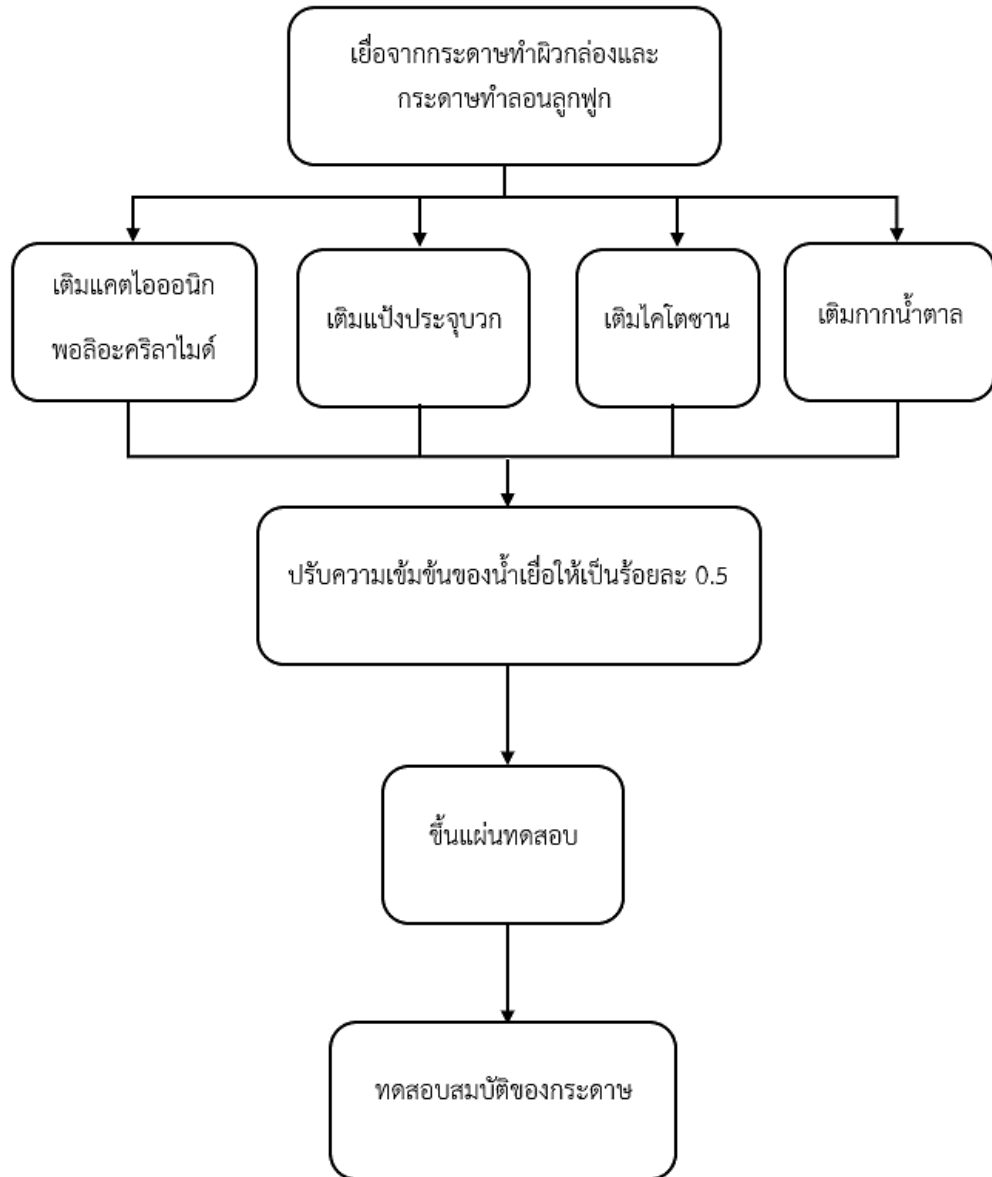 เยื่อจากกระดาษทำผิวกล่องและ
กระดาษทำลอนลูกฟูก
เติมแคตไอออนิก
พอลิอะคริลาไมด์
เติมแป้งประจุบวก
เติมไคโตซาน
เติมกากน้ำตาล
ปรับความเข้มข้นของน้ำเยื่อให้เป็นร้อยละ 0.5
ขึ้นแผ่นทดสอบ
ทดสอบสมบัติของกระดาษ